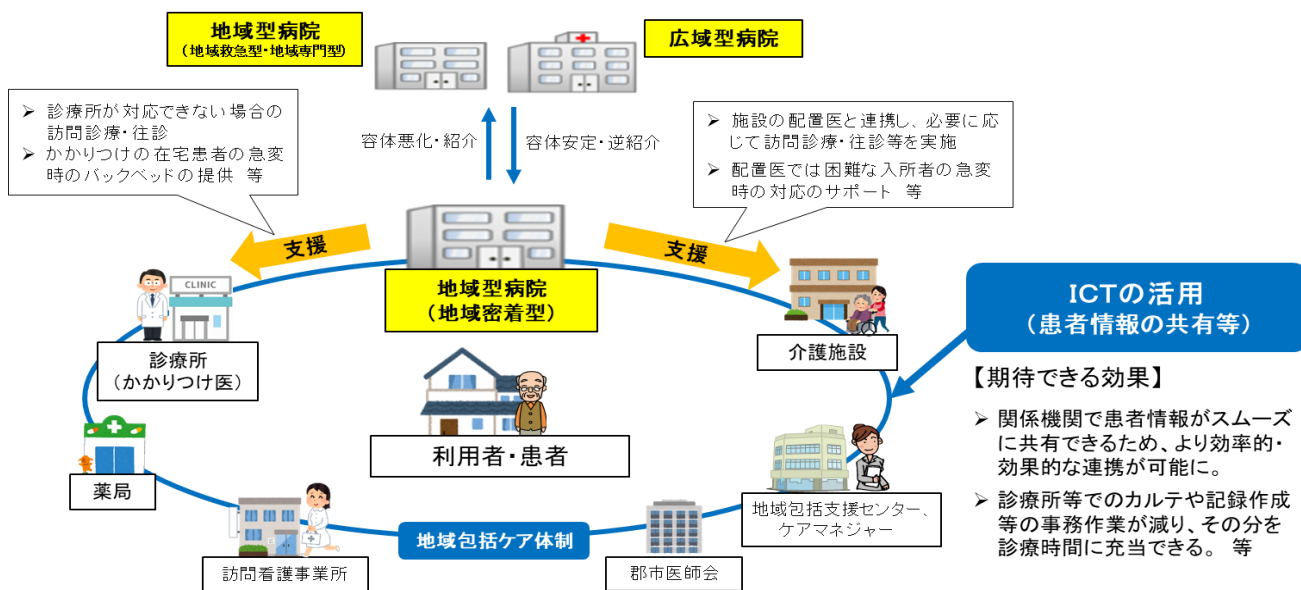 地域型病院
（地域救急型・地域専門型）
広域型病院
➢ 診療所が対応できない場合の
訪問診療・往診
➢ かかりつけの在宅患者の急変
時のバックベッドの提供　等
容体悪化・紹介
容体安定・逆紹介
➢ 施設の配置医と連携し、必要に応
じて訪問診療・往診等を実施
➢ 配置医では困難な入所者の急変
時の対応のサポート　等
支援
支援
地域型病院
（地域密着型）
CLINIC
診療所
（かかりつけ医）
介護施設
ICTの活用
（患者情報の共有等）
【期待できる効果】
➢ 関係機関で患者情報がスムーズ
に共有できるため、より効率的・
効果的な連携が可能に。
➢ 診療所等でのカルテや記録作成
等の事務作業が減り、その分を
診療時間に充当できる。　等
利用者・患者
薬局
地域包括支援センター、
ケアマネジャー
地域包括ケア体制
訪問看護事業所
郡市医師会